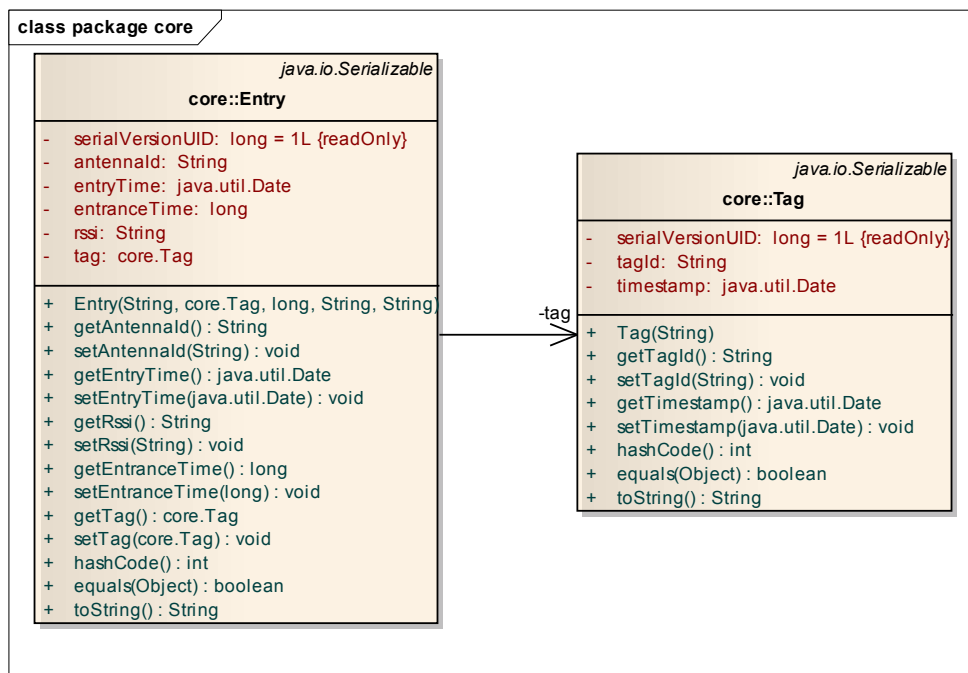 class package core
java.io.Serializable
core::Entry
- serialVersionUID: long = 1L {readOnly}
- antennaId: String
- entryTime: java.util.Date
- entranceTime: long
- rssi: String
- tag: core.Tag
+ Entry(String, core.Tag, long, String, String)
+ getAntennaId() : String
+ setAntennaId(String) : void
+ getEntryTime() : java.util.Date
+ setEntryTime(java.util.Date) : void
+ getRssi() : String
+ setRssi(String) : void
+ getEntranceTime() : long
+ setEntranceTime(long) : void
+ getTag() : core.Tag
+ setTag(core.Tag) : void
+ hashCode() : int
+ equals(Object) : boolean
+ toString() : String
-tag
java.io.Serializable
core::Tag
- serialVersionUID: long = 1L {readOnly}
- tagId: String
- timestamp: java.util.Date
+ Tag(String)
+ getTagId() : String
+ setTagId(String) : void
+ getTimestamp() : java.util.Date
+ setTimestamp(java.util.Date) : void
+ hashCode() : int
+ equals(Object) : boolean
+ toString() : String